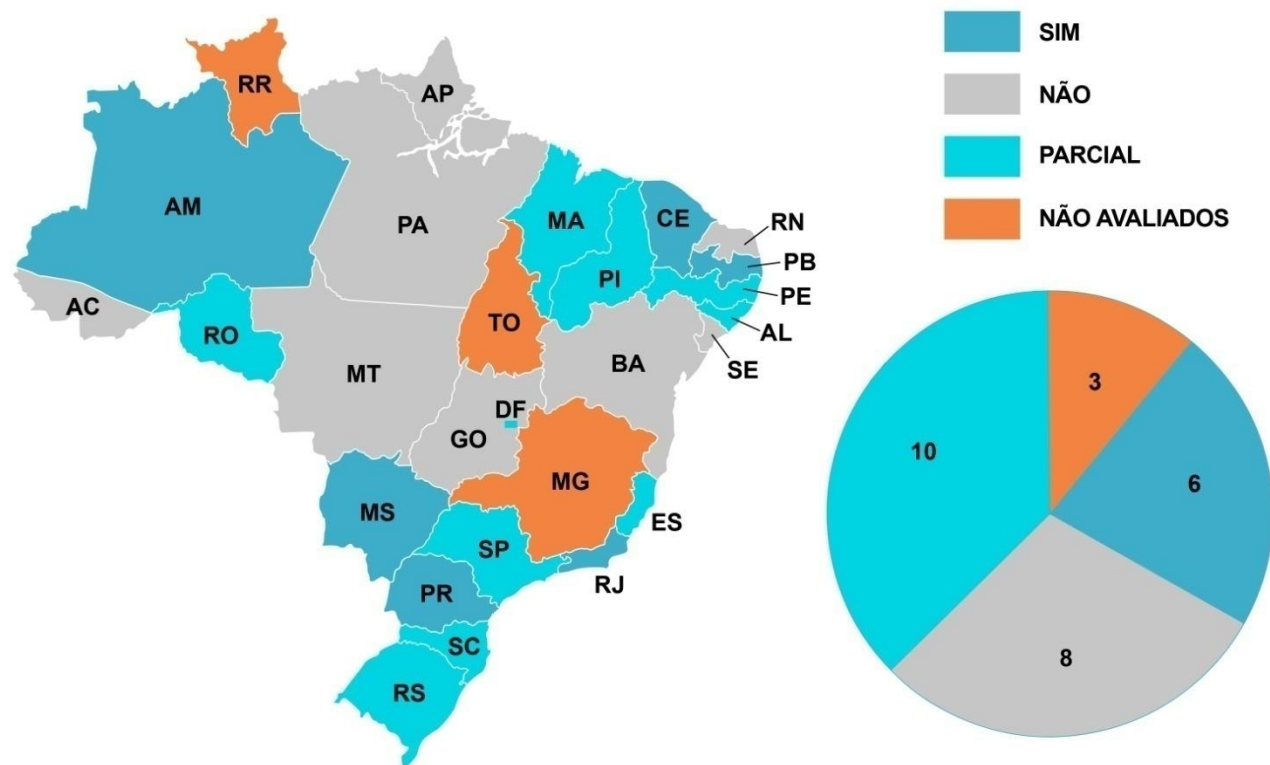 SIM
NÃO
PARCIAL
NÃO AVALIADOS
RR
AP
AM
PA
MA
CE
RN
PB
PI
PE
AC
RO
TO
AL
SE
MT
BA
DF
GO
MG
MS
ES
SP
RJ
PR
SC
RS
3
10
6
8